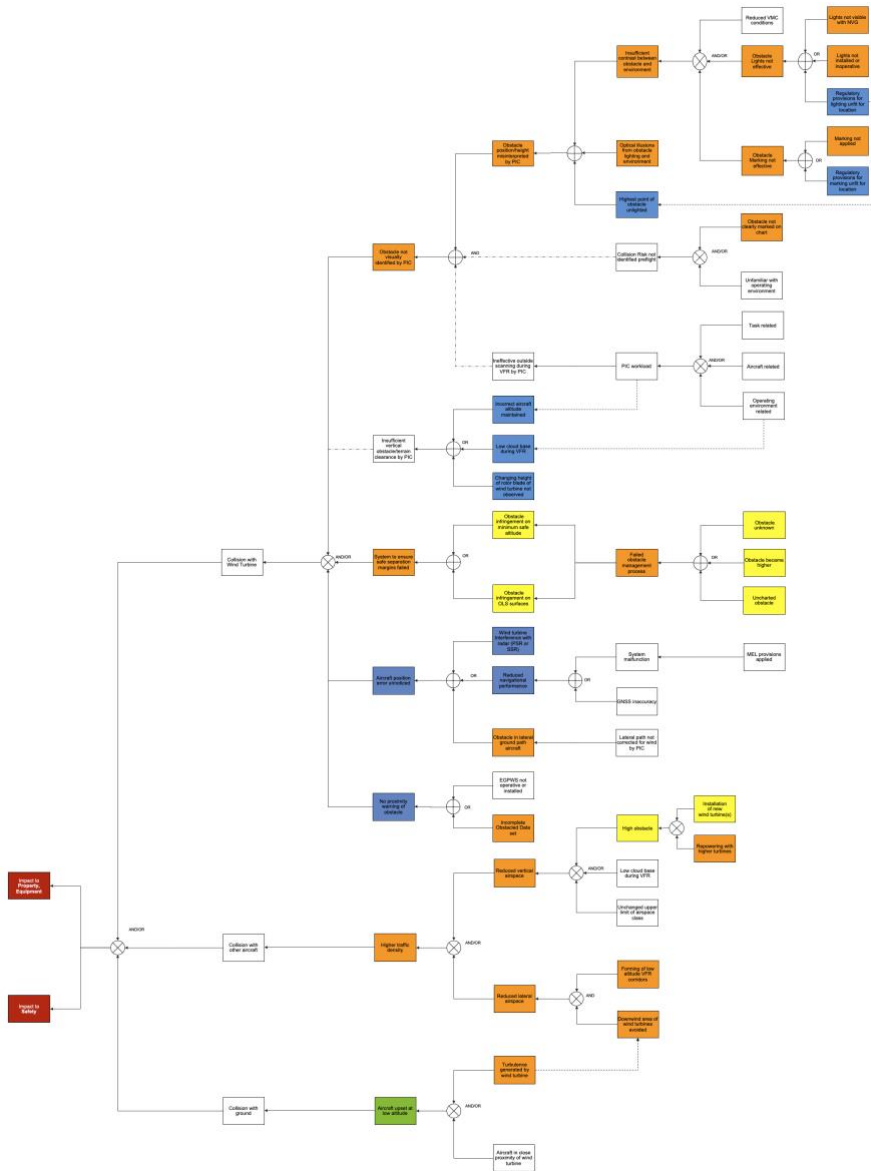 Reduced VMC
conditions
Lights not visible
with NVG
Insufficient
contrast between
obstacle and
environment
AND/OR
Obstacle
Lights not
effective
OR
Lights not
installed or
inoperative
Regulatory
provisions for
lighting unfit for
location
Obstacle
position/height
misinterpreted
by PIC
Optical illusions from
obstacle lighting and
environment
Obstacle
Marking not
effective
OR
Marking not
applied
Regulatory
provisions for
marking unfit for
location
Highest point of
obstacle
unlighted
Obstacle not
visually
identified by PIC
AND
Collision Risk not
identified preflight
AND/OR
Obstacle not
clearly marked on
chart
Unfamiliar with
operating
environment
Ineffective outside
scanning during
VFR by PIC
PIC workload
AND/OR
Task related
Aircraft related
Operating
environment
related
Insufficient
vertical
obstacle/terrain
clearance by PIC
OR
Incorrect aircraft
altitude
maintained
Low cloud base
during VFR
Changing height
of rotor blade of
wind turbine not
observed
Collision with
Wind Turbine
AND/OR
System to ensure
safe separation
margins failed
OR
Obstacle
infringement on
minimum safe
altitude
Obstacle
infringement on
OLS surfaces
Failed
obstacle
management
process
OR
Obstacle
unknown
Obstacle became
higher
Uncharted
obstacle
Aircraft position
error unnoticed
OR
Wind turbine
interference with
radar (PSR or
SSR)
Reduced
navigational
performance
OR
System
malfunction
MEL provisions
applied
GNSS inaccuracy
Obstacle in lateral
ground path
aircraft
Lateral path not
corrected for wind
by PIC
No proximity
warning of
obstacle
OR
EGPWS not
operative or
installed
Incomplete
Obstacled Data
set
Impact to
Property,
Equipment
AND/OR
Impact to
Safety
Collision with
other aircraft
Higher traffic
density
AND/OR
Reduced vertical
airspace
AND/OR
High obstacle
Installation
of new
wind turbine(s)
Repowering with
higher turbines
Low cloud base
during VFR
Unchanged upper
limit of airspace
class
Reduced lateral
airspace
AND
Forming of low
altitude VFR
corridors
Downwind area of
wind turbines
avoided
Collision with
ground
Aircraft upset at
low altitude
AND/OR
Turbulence
generated by
wind turbine
Aircraft in close
proximity of wind
turbine